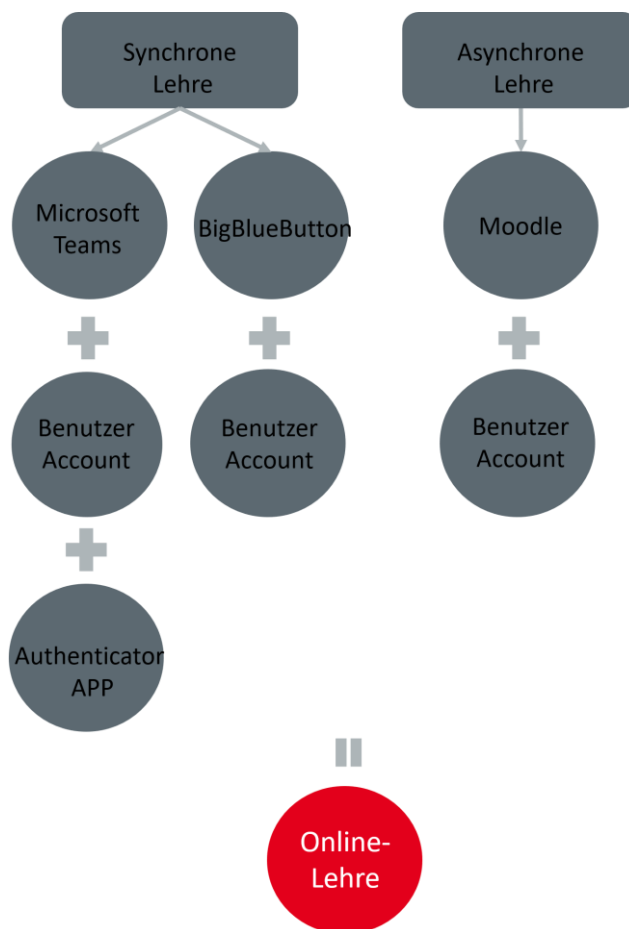 Synchrone
Lehre
Asynchrone
Lehre
Microsoft
Teams
BigBlueButton
Moodle
Benutzer
Account
Benutzer
Account
Benutzer
Account
Authenticator
APP
Online-
Lehre